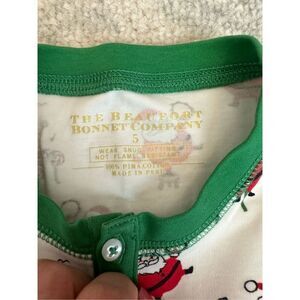 THE BEAUFORT
BONNET COMPANY
5
WEAR SNUG-FITTING
NOT FLAME RESISTANT
100% PIMA COTTON
MADE IN PERU